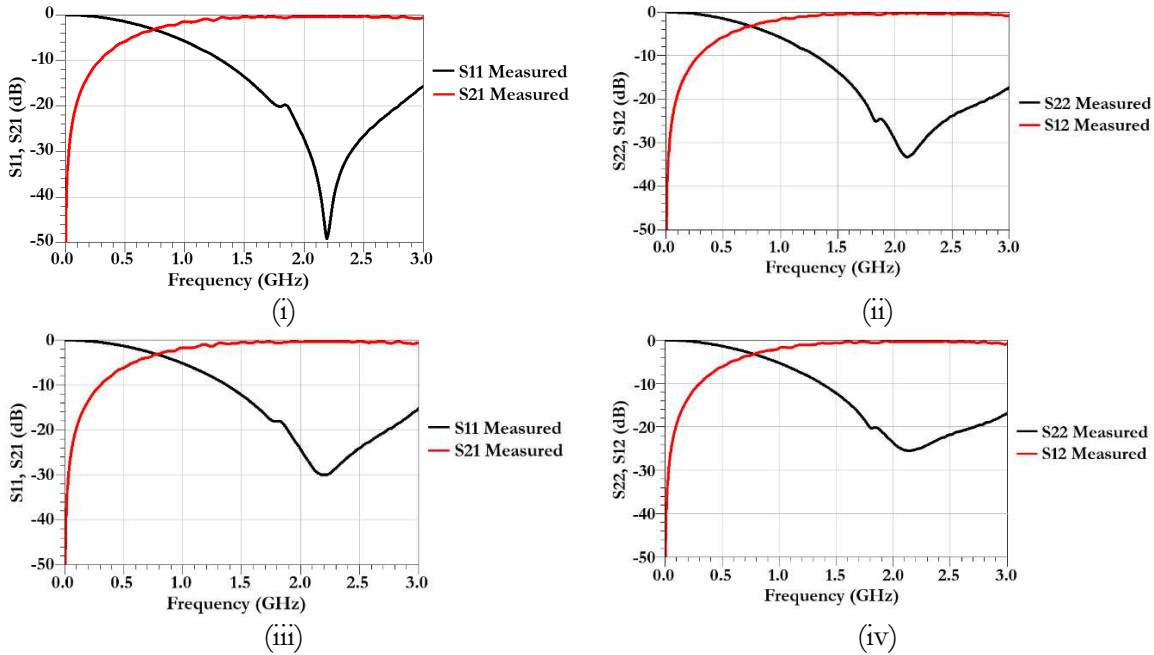 0
-10
-20
-30
-40
-50
S11, S21 (dB)
0.0 0.5 1.0 1.5 2.0 2.5 3.0
Frequency (GHz)
S11 Measured
S21 Measured
(i)
0
-10
-20
-30
-40
-50
S22, S12 (dB)
0.0 0.5 1.0 1.5 2.0 2.5 3.0
Frequency (GHz)
S22 Measured
S12 Measured
(ii)
0
-10
-20
-30
-40
-50
S11, S21 (dB)
0.0 0.5 1.0 1.5 2.0 2.5 3.0
Frequency (GHz)
S11 Measured
S21 Measured
(iii)
0
-10
-20
-30
-40
-50
S22, S12 (dB)
0.0 0.5 1.0 1.5 2.0 2.5 3.0
Frequency (GHz)
S22 Measured
S12 Measured
(iv)